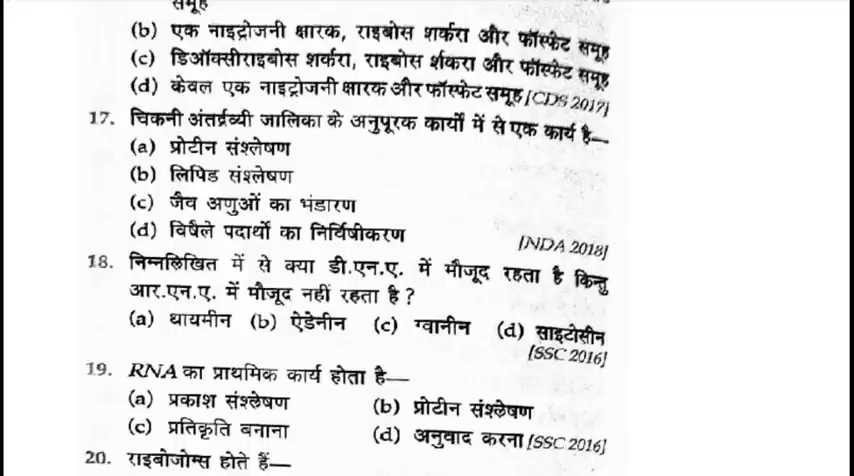 समूह
(b) एक नाइट्रोजनी क्षारक, राइबोस शर्करा और फॉस्फेट समूह
(c) डिऑक्सीराइबोस शर्करा, राइबोस र्शकरा और फॉस्फेट समूह
(d) केवल एक नाइट्रोजनी क्षारक और फॉस्फेट समूह [CDS 2017]
17. चिकनी अंतर्द्रव्यी जालिका के अनुपूरक कार्यों में से एक कार्य है—
(a) प्रोटीन संश्लेषण
(b) लिपिड संश्लेषण
(c) जैव अणुओं का भंडारण
(d) विषैले पदार्थो का निर्विषीकरण [NDA 2018]
18. निम्नलिखित में से क्या डी.एन.ए. में मौजूद रहता है किन्तु
आर.एन.ए. में मौजूद नहीं रहता है ?
(a) थायमीन (b) ऐडेनीन (c) ग्वानीन (d) साइटोसीन
[SSC 2016]
19. RNA का प्राथमिक कार्य होता है—
(a) प्रकाश संश्लेषण (b) प्रोटीन संश्लेषण
(c) प्रतिकृति बनाना (d) अनुवाद करना [SSC 2016]
20. राइबोजोम्स होते हैं—